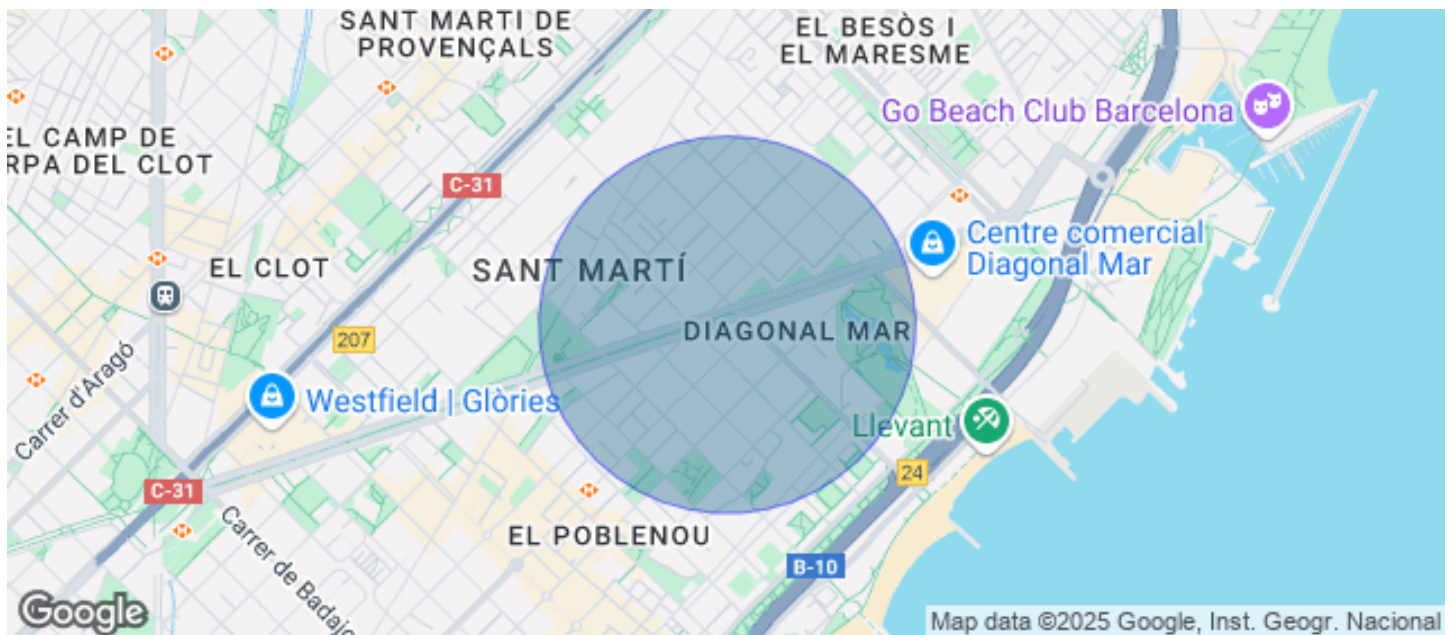 SANT MARTÍ DE
PROVENÇALS
EL BESÒS I
EL MARESME
Go Beach Club Barcelona
EL CAMP DE
RPA DEL CLOT
C-31
Centre comercial
Diagonal Mar
EL CLOT
SANT MARTÍ
DIAGONAL MAR
207
Carrer d'Aragó
Westfield | Glòries
Llevant
24
C-31
Carrer de Badajo
EL POBLENOU
B-10
Google
Map data ©2025 Google, Inst. Geogr. Nacional